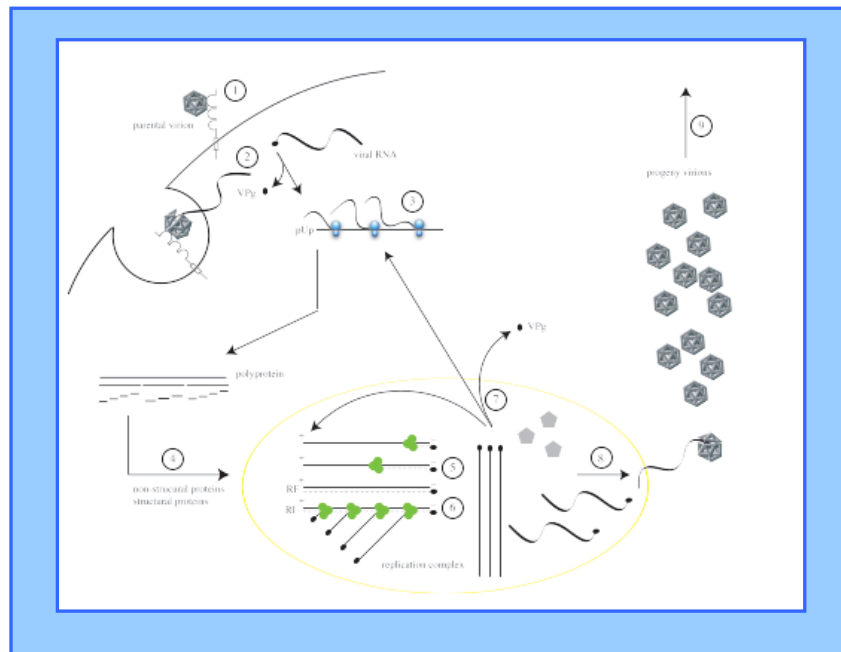 1
parental virion
2
viral RNA
VPg
3
pUp
9
progeny virions
VPg
polyprotein
7
4
5
8
non-strucural proteins
structural proteins
RF
RI
6
replication complex